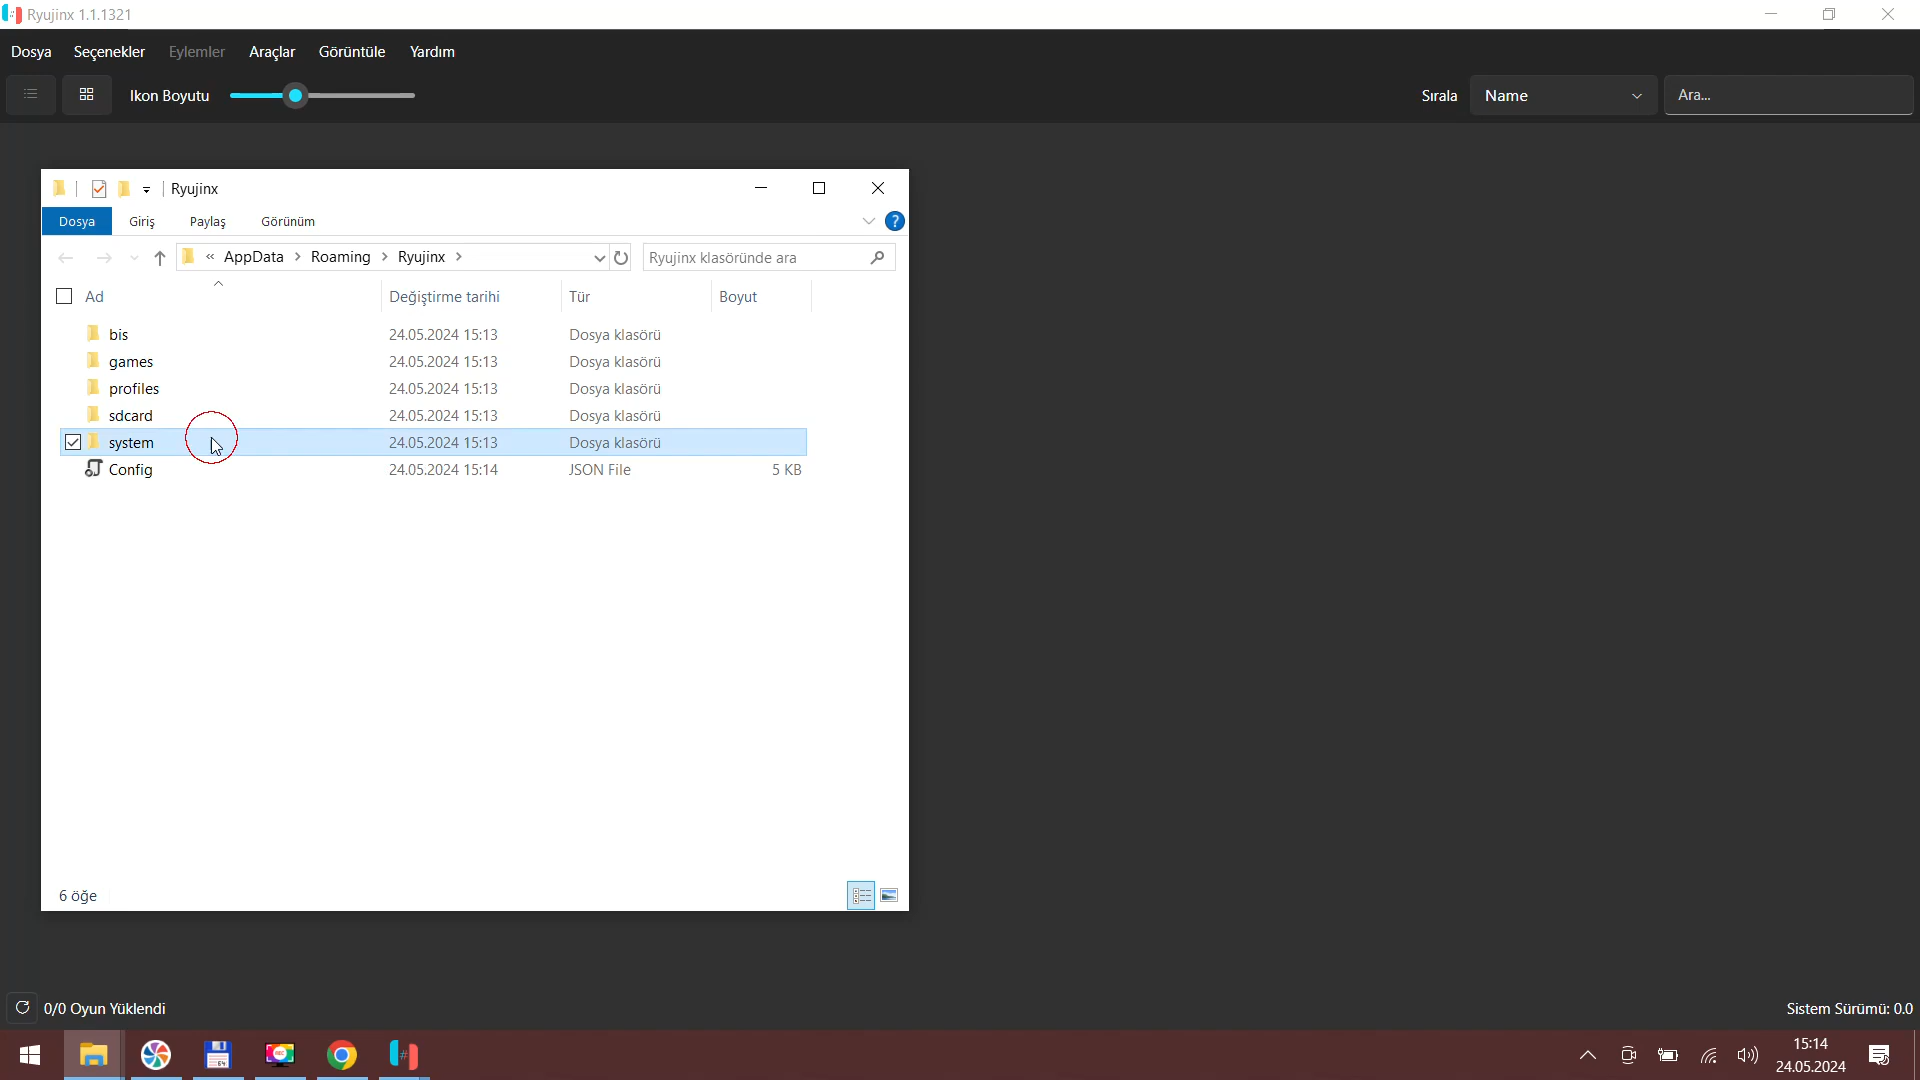 Ryujinx 1.1.1321
Dosya Seçenekler Eylemler Araçlar Görüntüle Yardım
Ikon Boyutu
Sırala Name Ara...
Ryujinx
Dosya Giriş Paylaş Görünüm
« AppData > Roaming > Ryujinx >
Ryujinx klasöründe ara
Ad Değiştirme tarihi Tür Boyut
bis 24.05.2024 15:13 Dosya klasörü
games 24.05.2024 15:13 Dosya klasörü
profiles 24.05.2024 15:13 Dosya klasörü
sdcard 24.05.2024 15:13 Dosya klasörü
system 24.05.2024 15:13 Dosya klasörü
Config 24.05.2024 15:14 JSON File 5 KB
6 öğe
0/0 Oyun Yüklendi
Sistem Sürümü: 0.0
15:14
24.05.2024